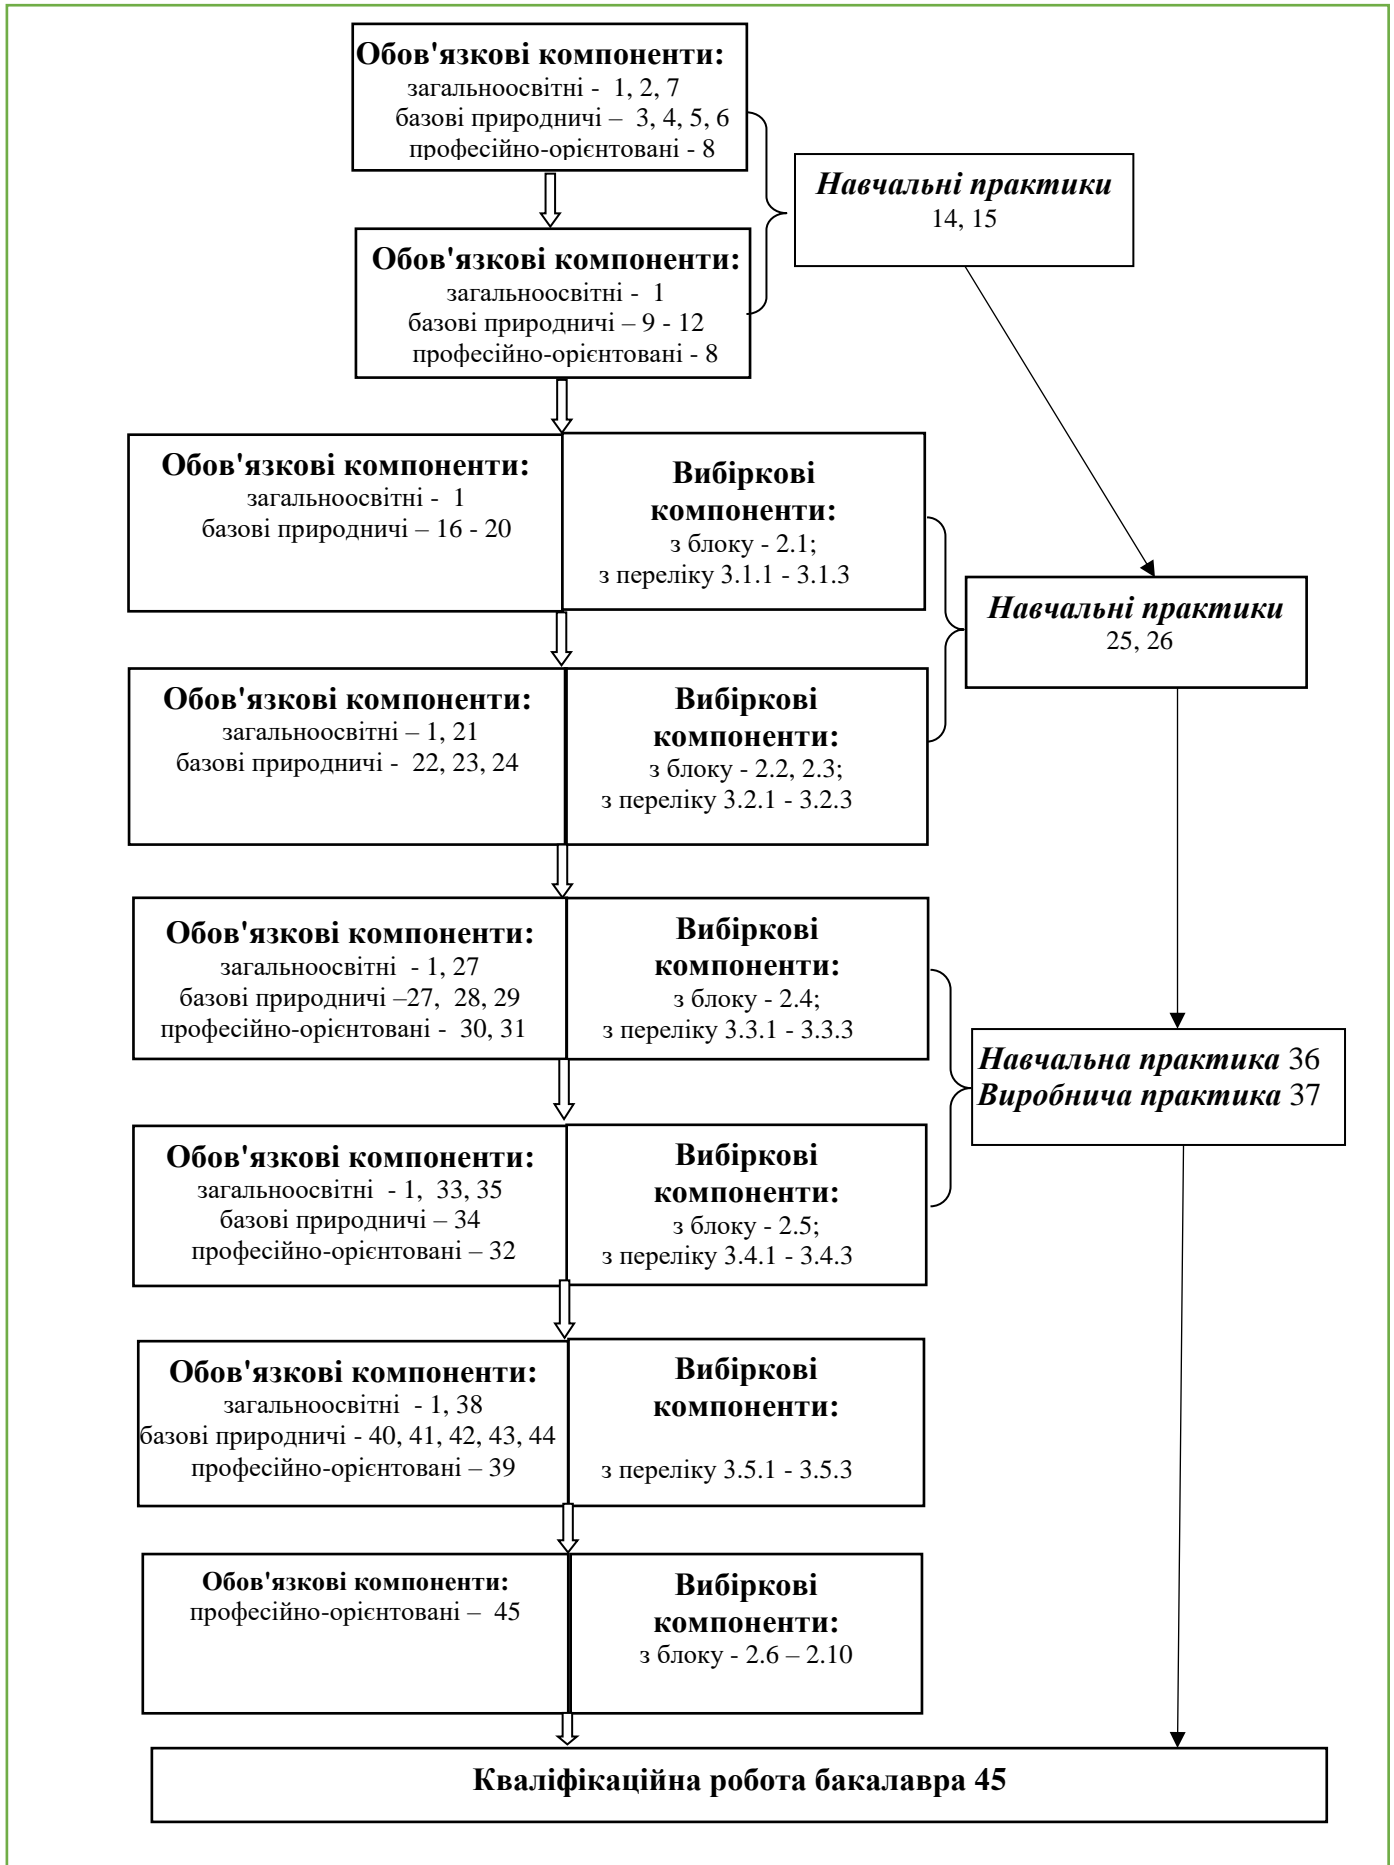 Обов'язкові компоненти:
загальноосвітні - 1, 2, 7
базові природничі – 3, 4, 5, 6
професійно-орієнтовані - 8
Навчальні практики
14, 15
Обов'язкові компоненти:
загальноосвітні - 1
базові природничі – 9 - 12
професійно-орієнтовані - 8
Обов'язкові компоненти:
загальноосвітні - 1
базові природничі – 16 - 20
Вибіркові
компоненти:
з блоку - 2.1;
з переліку 3.1.1 - 3.1.3
Навчальні практики
25, 26
Обов'язкові компоненти:
загальноосвітні – 1, 21
базові природничі - 22, 23, 24
Вибіркові
компоненти:
з блоку - 2.2, 2.3;
з переліку 3.2.1 - 3.2.3
Обов'язкові компоненти:
загальноосвітні - 1, 27
базові природничі –27, 28, 29
професійно-орієнтовані - 30, 31
Вибіркові
компоненти:
з блоку - 2.4;
з переліку 3.3.1 - 3.3.3
Навчальна практика 36
Виробнича практика 37
Обов'язкові компоненти:
загальноосвітні - 1, 33, 35
базові природничі – 34
професійно-орієнтовані – 32
Вибіркові
компоненти:
з блоку - 2.5;
з переліку 3.4.1 - 3.4.3
Обов'язкові компоненти:
загальноосвітні - 1, 38
базові природничі - 40, 41, 42, 43, 44
професійно-орієнтовані – 39
Вибіркові
компоненти:
з переліку 3.5.1 - 3.5.3
Обов'язкові компоненти:
професійно-орієнтовані – 45
Вибіркові
компоненти:
з блоку - 2.6 – 2.10
Кваліфікаційна робота бакалавра 45